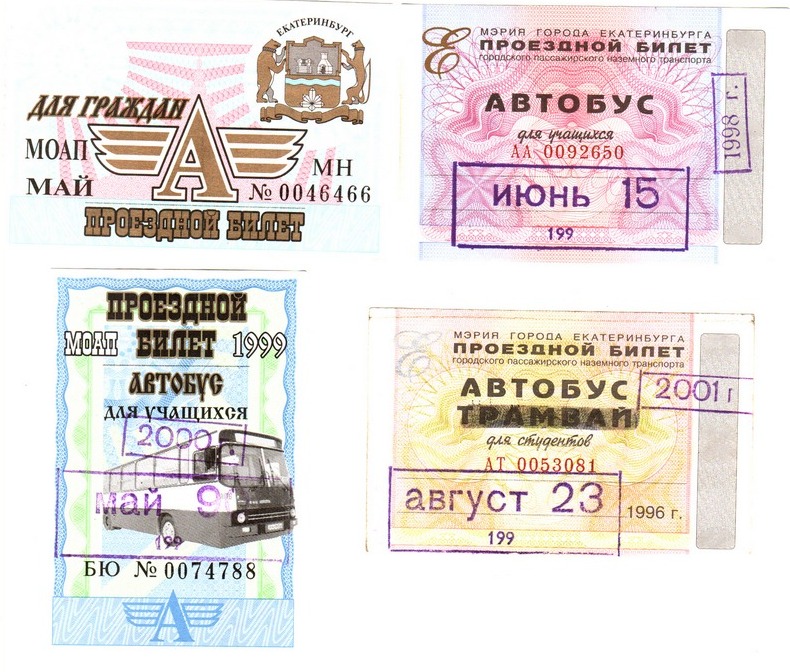 ЕКАТЕРИНБУРГ
ДЛЯ ГРАЖДАН
МОАП
А
МН
МАЙ
№ 0046466
ПРОЕЗДНОЙ БИЛЕТ
Е
МЭРИЯ ГОРОДА ЕКАТЕРИНБУРГА
ПРОЕЗДНОЙ БИЛЕТ
городского пассажирского наземного транспорта
АВТОБУС
для учащихся
АА 0092650
ИЮНЬ 15
199
1998 г.
ПРОЕЗДНОЙ
МОАП БИЛЕТ 1999
АВТОБУС
ДЛЯ УЧАЩИХСЯ
2000
май 9
199
БЮ № 0074788
А
МЭРИЯ ГОРОДА ЕКАТЕРИНБУРГА
ПРОЕЗДНОЙ БИЛЕТ
городского пассажирского наземного транспорта
АВТОБУС
2001 г
ТРАМВАЙ
для студентов
АТ 0053081
август 23
1996 г.
199